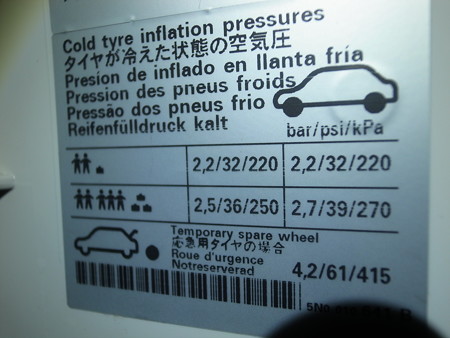 Cold tyre inflation pressures
タイヤが冷えた状態の空気圧
Presion de inflado en llanta fría
Pression des pneus froids
Pressão dos pneus frio
Reifenfülldruck kalt
bar/psi/kPa
2,2/32/220 2,2/32/220
2,5/36/250 2,7/39/270
Temporary spare wheel
応急用タイヤの場合
Roue d'urgence
Notreserverad
4,2/61/415
5N0